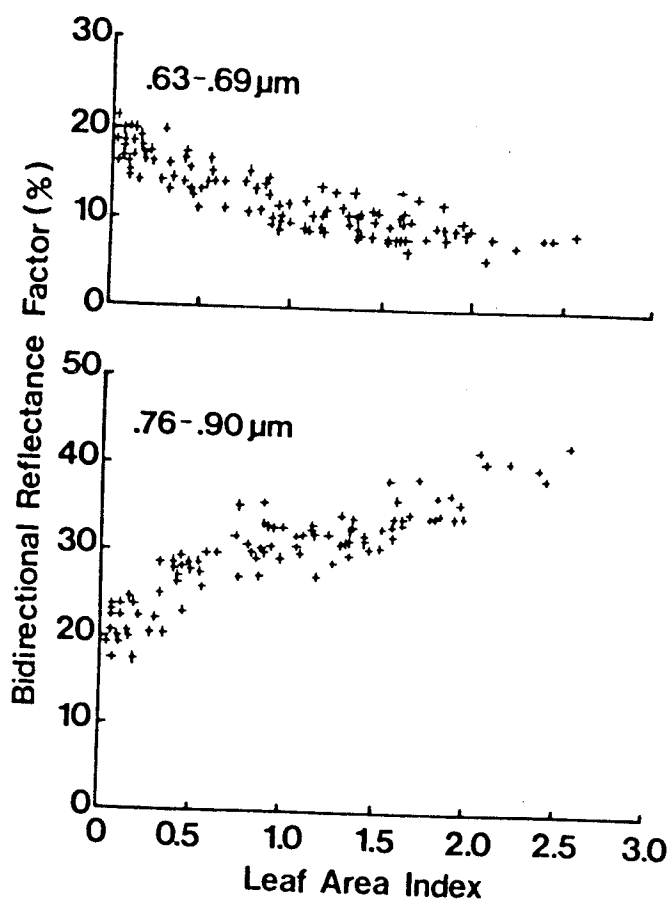 30
.63-.69 µm
20
10
0
Bidirectional Reflectance Factor (%)
50
.76-.90 µm
40
30
20
10
0
0 0.5 1.0 1.5 2.0 2.5 3.0
Leaf Area Index